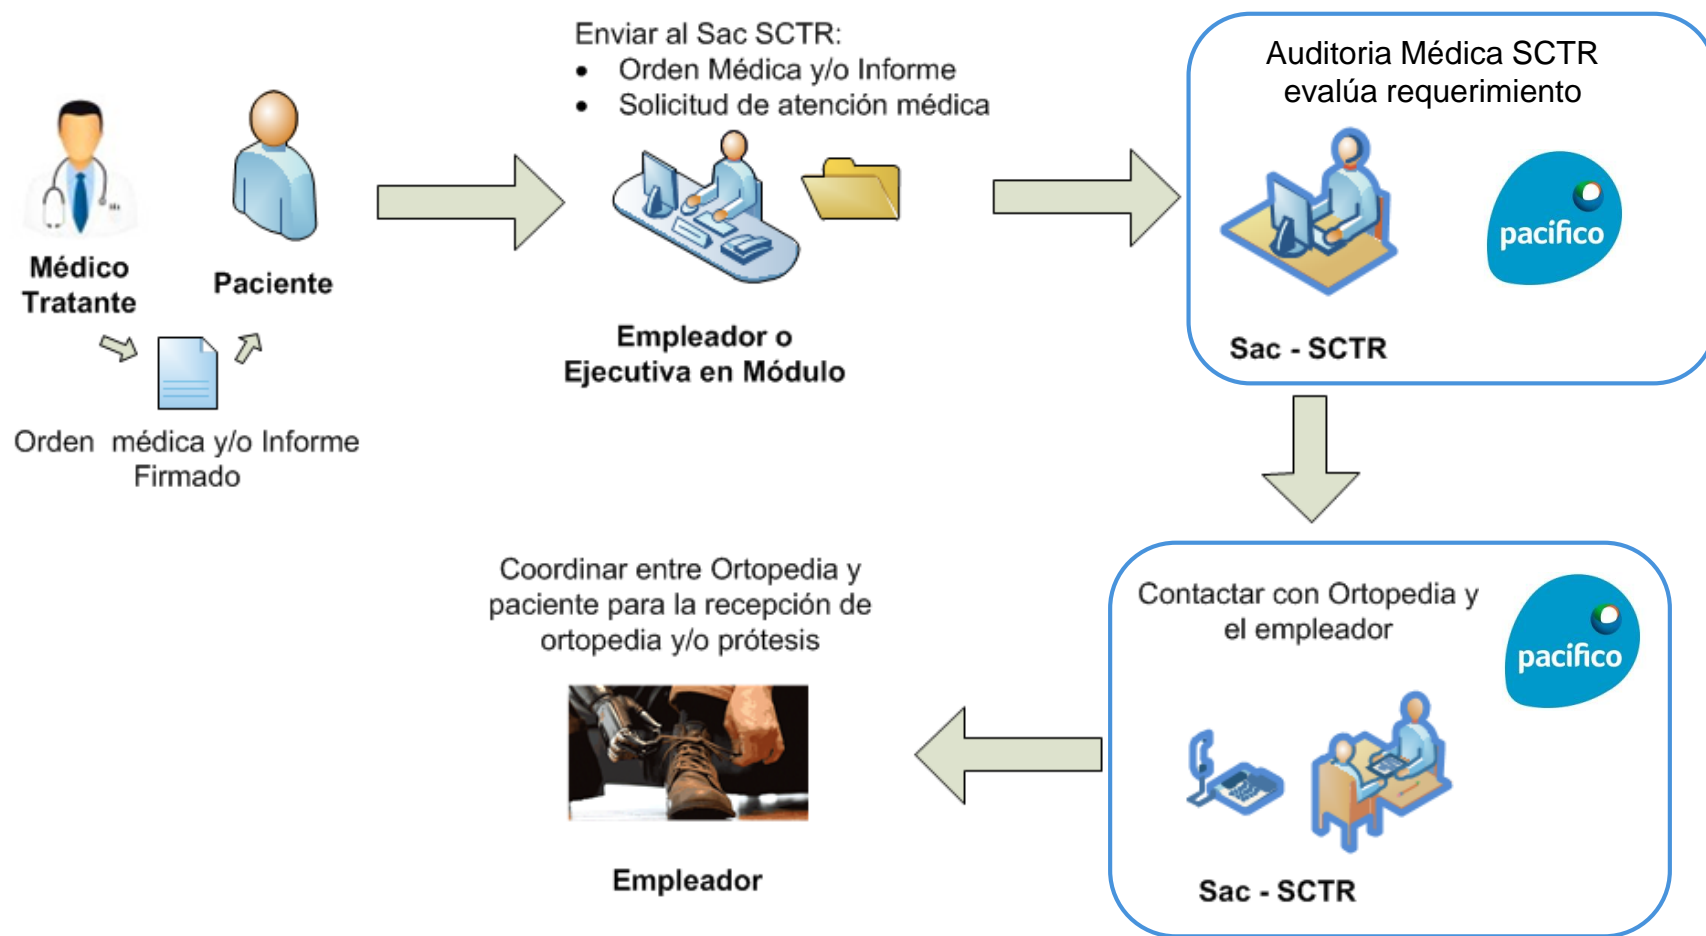 Enviar al Sac SCTR:
• Orden Médica y/o Informe
• Solicitud de atención médica
Auditoria Médica SCTR
evalúa requerimiento
pacifico
Médico
Tratante
Paciente
Empleador o
Ejecutiva en Módulo
Sac - SCTR
Orden médica y/o Informe
Firmado
Coordinar entre Ortopedia y
paciente para la recepción de
ortopedia y/o prótesis
Empleador
Contactar con Ortopedia y
el empleador
pacifico
Sac - SCTR